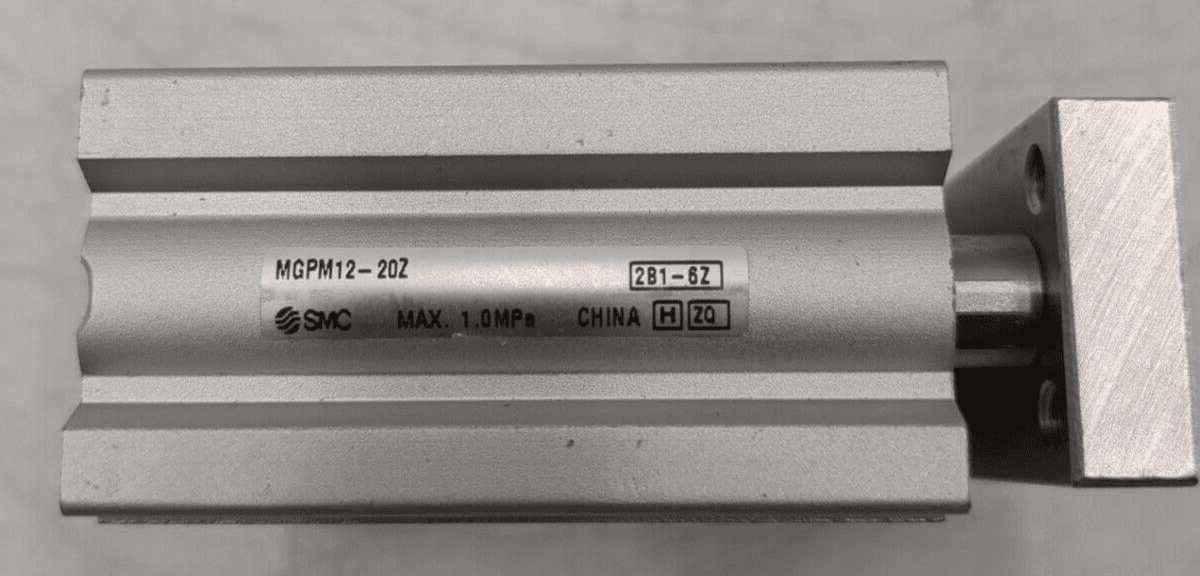 MGPM12-20Z 2B1-6Z
SMC MAX. 1.0MPa CHINA H ZQ